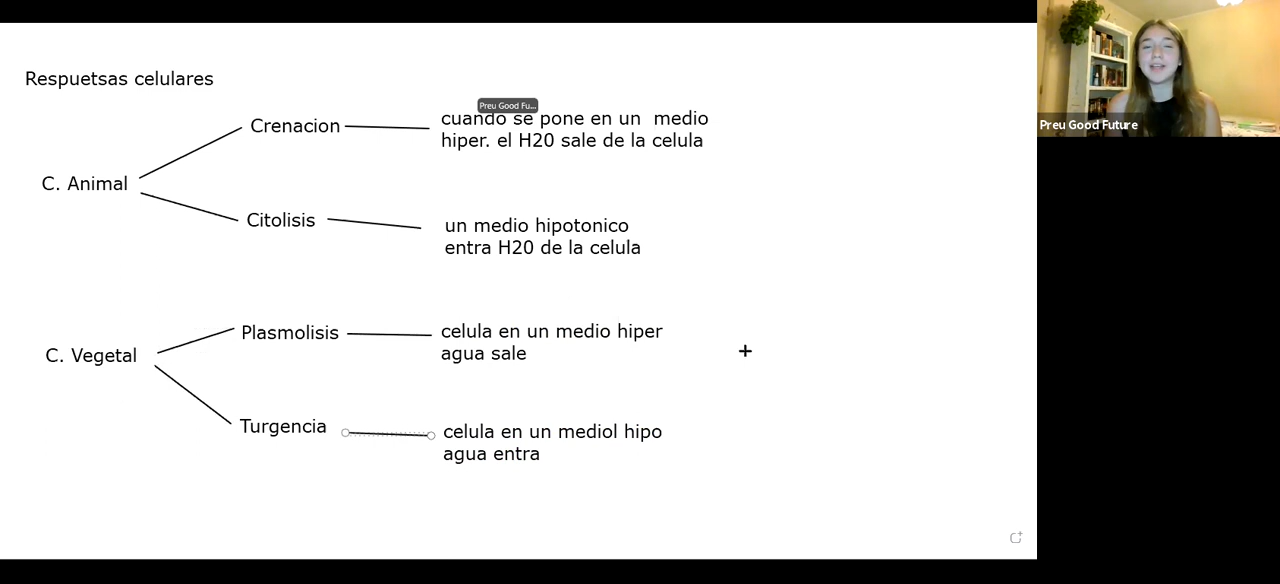 Respuetsas celulares
Preu Good Fu...
Crenacion
cuando se pone en un medio
hiper. el H20 sale de la celula
C. Animal
Citolisis
un medio hipotonico
entra H20 de la celula
Plasmolisis
celula en un medio hiper
agua sale
C. Vegetal
Turgencia
celula en un mediol hipo
agua entra
Preu Good Future